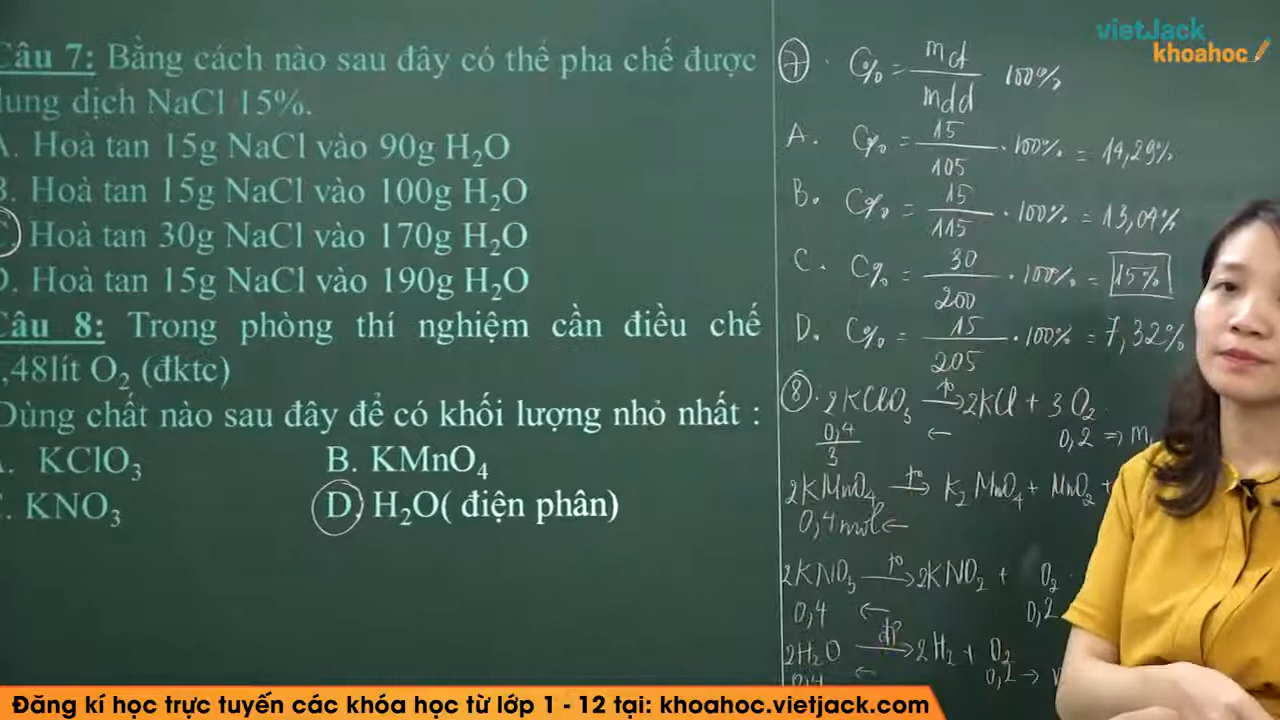 Câu 7: Bằng cách nào sau đây có thể pha chế được
dung dịch NaCl 15%.
A. Hoà tan 15g NaCl vào 90g H₂O
B. Hoà tan 15g NaCl vào 100g H₂O
C. Hoà tan 30g NaCl vào 170g H₂O
D. Hoà tan 15g NaCl vào 190g H₂O
Câu 8: Trong phòng thí nghiệm cần điều chế
,48lít O₂ (đktc)
Dùng chất nào sau đây để có khối lượng nhỏ nhất :
. KClO₃ B. KMnO₄
. KNO₃ D. H₂O( điện phân)
vietJack
khoahoc
7. C% = mct / mdd 100%
A. C% = 15 / 105 . 100% = 14,29%
B. C% = 15 / 115 . 100% = 13,04%
C. C% = 30 / 200 . 100% = 15%
D. C% = 15 / 205 . 100% = 7,32%
8. 2KClO₃ →(t°) 2KCl + 3O₂
0,4 / 3 ← 0,2 ⇒ m
2KMnO₄ →(t°) K₂MnO₄ + MnO₂ +
0,4 mol ←
2KNO₃ →(t°) 2KNO₂ + O₂
0,4 ← 0,2
2H₂O →(đp) 2H₂ + O₂
0,4 ← 0,2 →
Đăng kí học trực tuyến các khóa học từ lớp 1 - 12 tại: khoahoc.vietjack.com